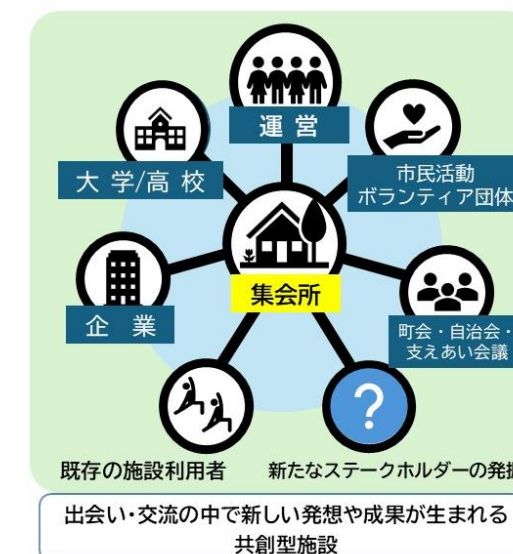 運営
大学/高校
市民活動
ボランティア団体
集会所
企業
町会・自治会・
支えあい会議
?
既存の施設利用者
新たなステークホルダーの発掘
出会い・交流の中で新しい発想や成果が生まれる
共創型施設